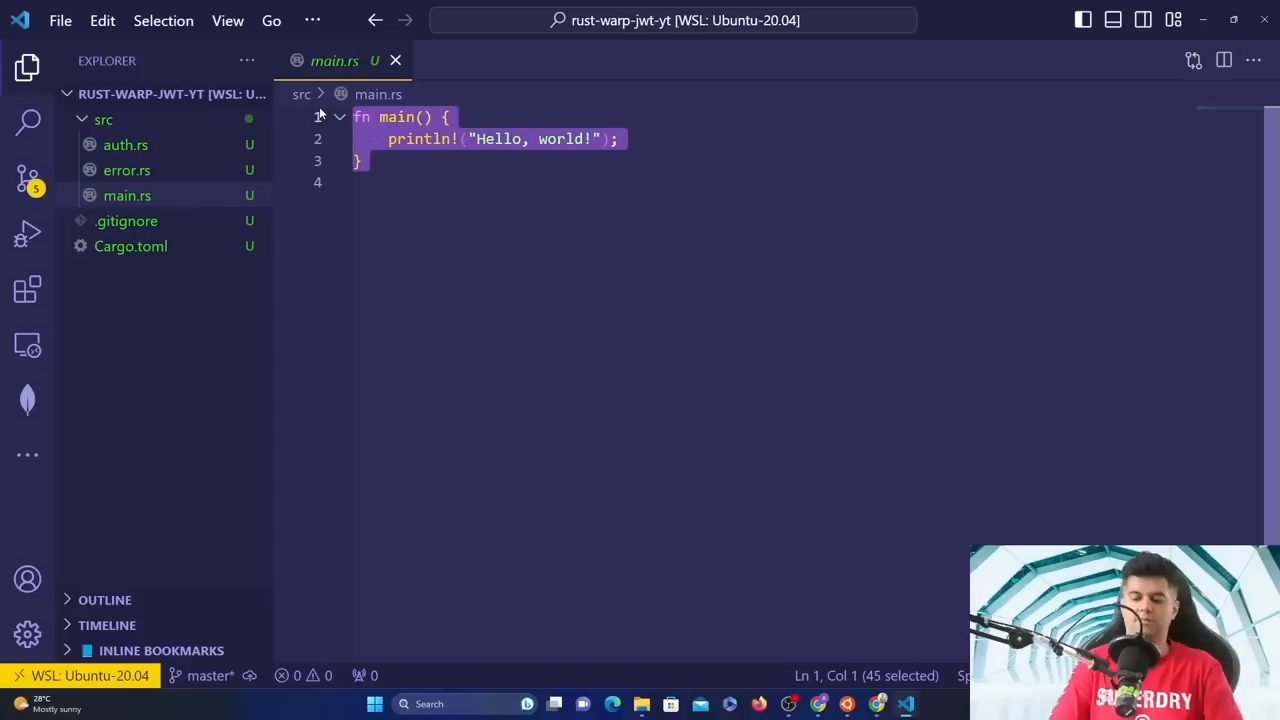 File Edit Selection View Go ··· rust-warp-jwt-yt [WSL: Ubuntu-20.04]
EXPLORER ···
main.rs U
RUST-WARP-JWT-YT [WSL: U...
src > main.rs
src
auth.rs U
error.rs U
main.rs U
.gitignore U
Cargo.toml U
1 fn main() {
2 println!("Hello, world!");
3 }
4
5
OUTLINE
TIMELINE
INLINE BOOKMARKS
WSL: Ubuntu-20.04 master* 0 0 0 Ln 1, Col 1 (45 selected) Sp
28°C
Mostly sunny
Search